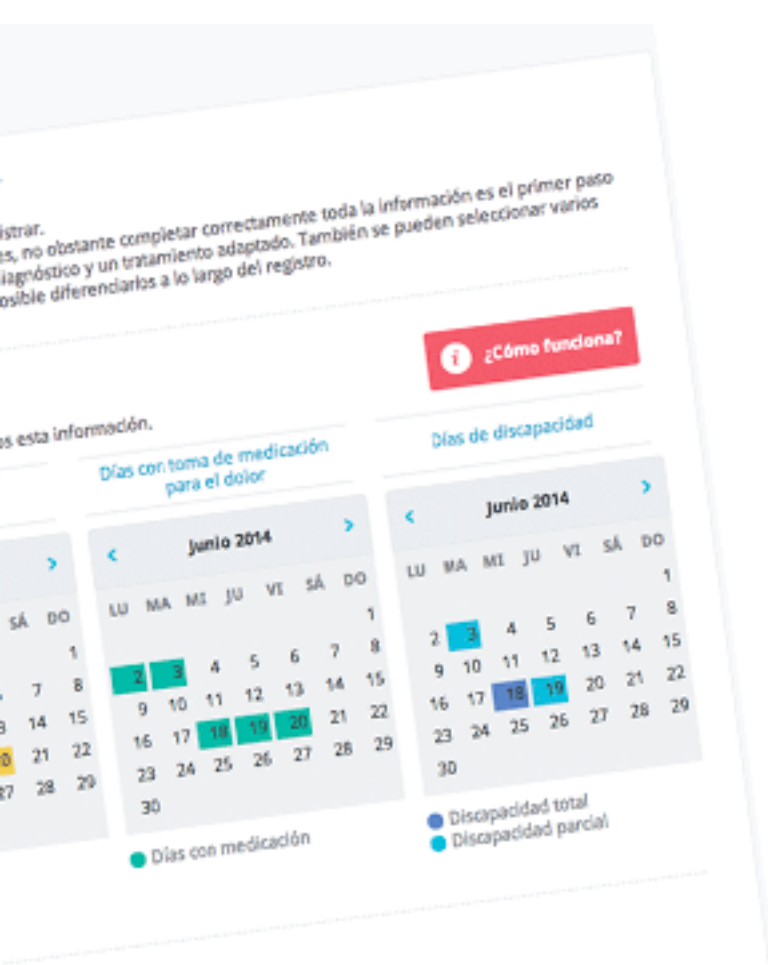 istrar.
es, no obstante completar correctamente toda la información es el primer paso
iagnóstico y un tratamiento adaptado. También se pueden seleccionar varios
osible diferenciarlos a lo largo del registro.
i ¿Cómo funciona?
os esta información.
Días con toma de medicación
para el dolor
Días de discapacidad
>
SÁ DO
1
7 8
14 15
21 22
27 28 29
< Junio 2014 >
LU MA MI JU VI SÁ DO
1
2 3 4 5 6 7 8
9 10 11 12 13 14 15
16 17 18 19 20 21 22
23 24 25 26 27 28 29
30
Días con medicación
< Junio 2014 >
LU MA MI JU VI SÁ DO
1
2 3 4 5 6 7 8
9 10 11 12 13 14 15
16 17 18 19 20 21 22
23 24 25 26 27 28 29
30
Discapacidad total
Discapacidad parcial